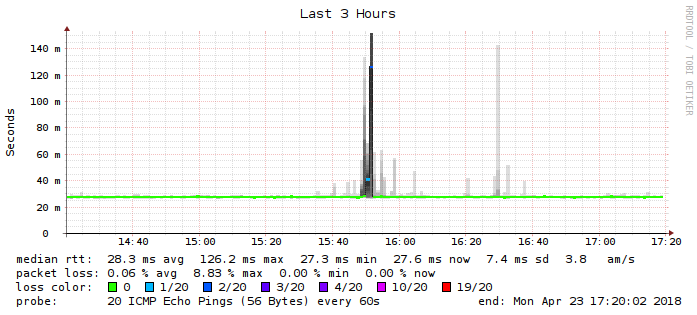 Last 3 Hours
RRDTOOL / TOBI OETIKER
Seconds
140 m
120 m
100 m
80 m
60 m
40 m
20 m
0
14:40 15:00 15:20 15:40 16:00 16:20 16:40 17:00 17:20
median rtt: 28.3 ms avg 126.2 ms max 27.3 ms min 27.6 ms now 7.4 ms sd 3.8 am/s
packet loss: 0.06 % avg 8.83 % max 0.00 % min 0.00 % now
loss color: 0 1/20 2/20 3/20 4/20 10/20 19/20
probe: 20 ICMP Echo Pings (56 Bytes) every 60s end: Mon Apr 23 17:20:02 2018